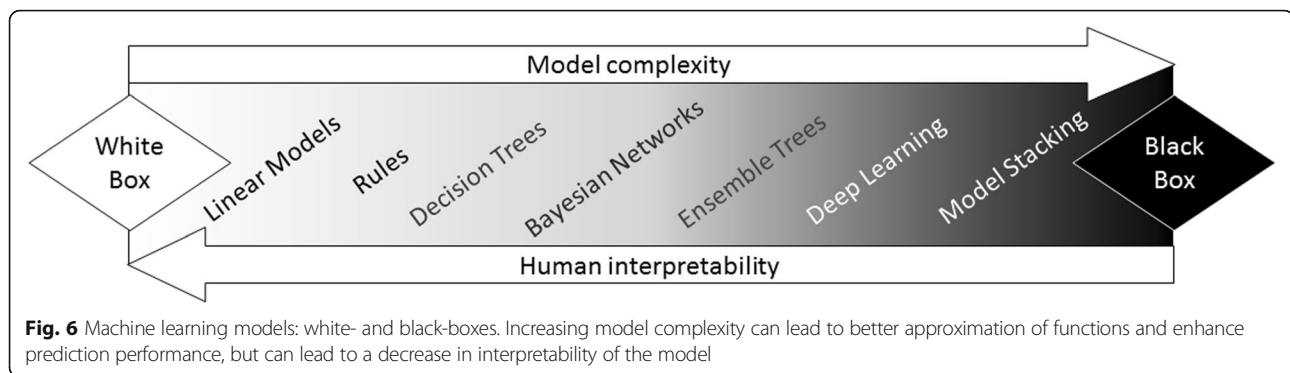 Model complexity
White
Box
Linear Models
Rules
Decision Trees
Bayesian Networks
Ensemble Trees
Deep Learning
Model Stacking
Black
Box
Human interpretability
Fig. 6 Machine learning models: white- and black-boxes. Increasing model complexity can lead to better approximation of functions and enhance
prediction performance, but can lead to a decrease in interpretability of the model